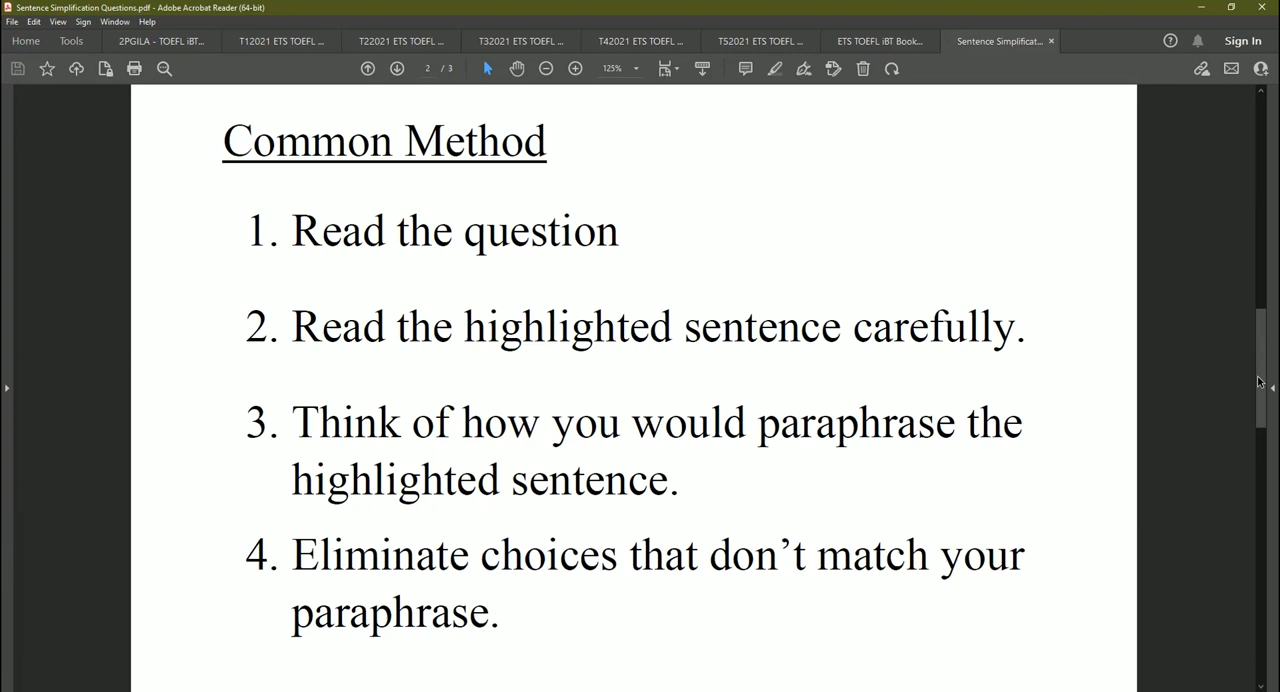 Sentence Simplification Questions.pdf - Adobe Acrobat Reader (64-bit)
File Edit View Sign Window Help
Home Tools 2PGILA - TOEFL iBT... T12021 ETS TOEFL ... T22021 ETS TOEFL ... T32021 ETS TOEFL ... T42021 ETS TOEFL ... T52021 ETS TOEFL ... ETS TOEFL iBT Book... Sentence Simplificat... Sign In
2 / 3 125%
Common Method
1. Read the question
2. Read the highlighted sentence carefully.
3. Think of how you would paraphrase the
highlighted sentence.
4. Eliminate choices that don’t match your
paraphrase.